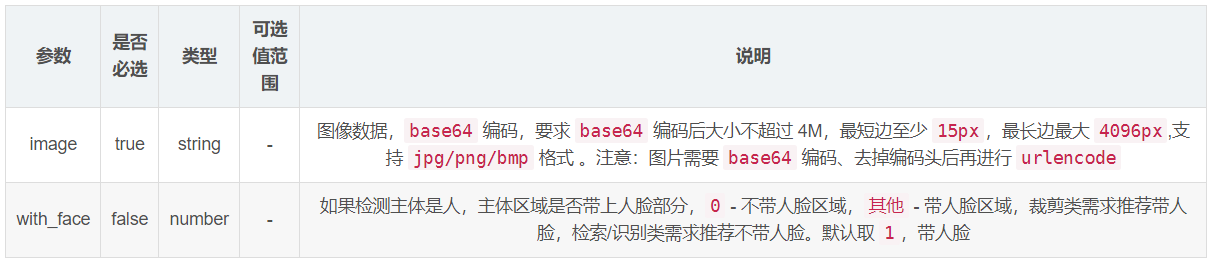 参数
是否
必选
类型
可选
值范
围
说明
image
true
string
-
图像数据，base64 编码，要求 base64 编码后大小不超过 4M，最短边至少 15px，最长边最大 4096px,支
持 jpg/png/bmp 格式 。注意：图片需要 base64 编码、去掉编码头后再进行 urlencode
with_face
false
number
-
如果检测主体是人，主体区域是否带上人脸部分，0 - 不带人脸区域， 其他 - 带人脸区域，裁剪类需求推荐带人
脸，检索/识别类需求推荐不带人脸。默认取 1，带人脸